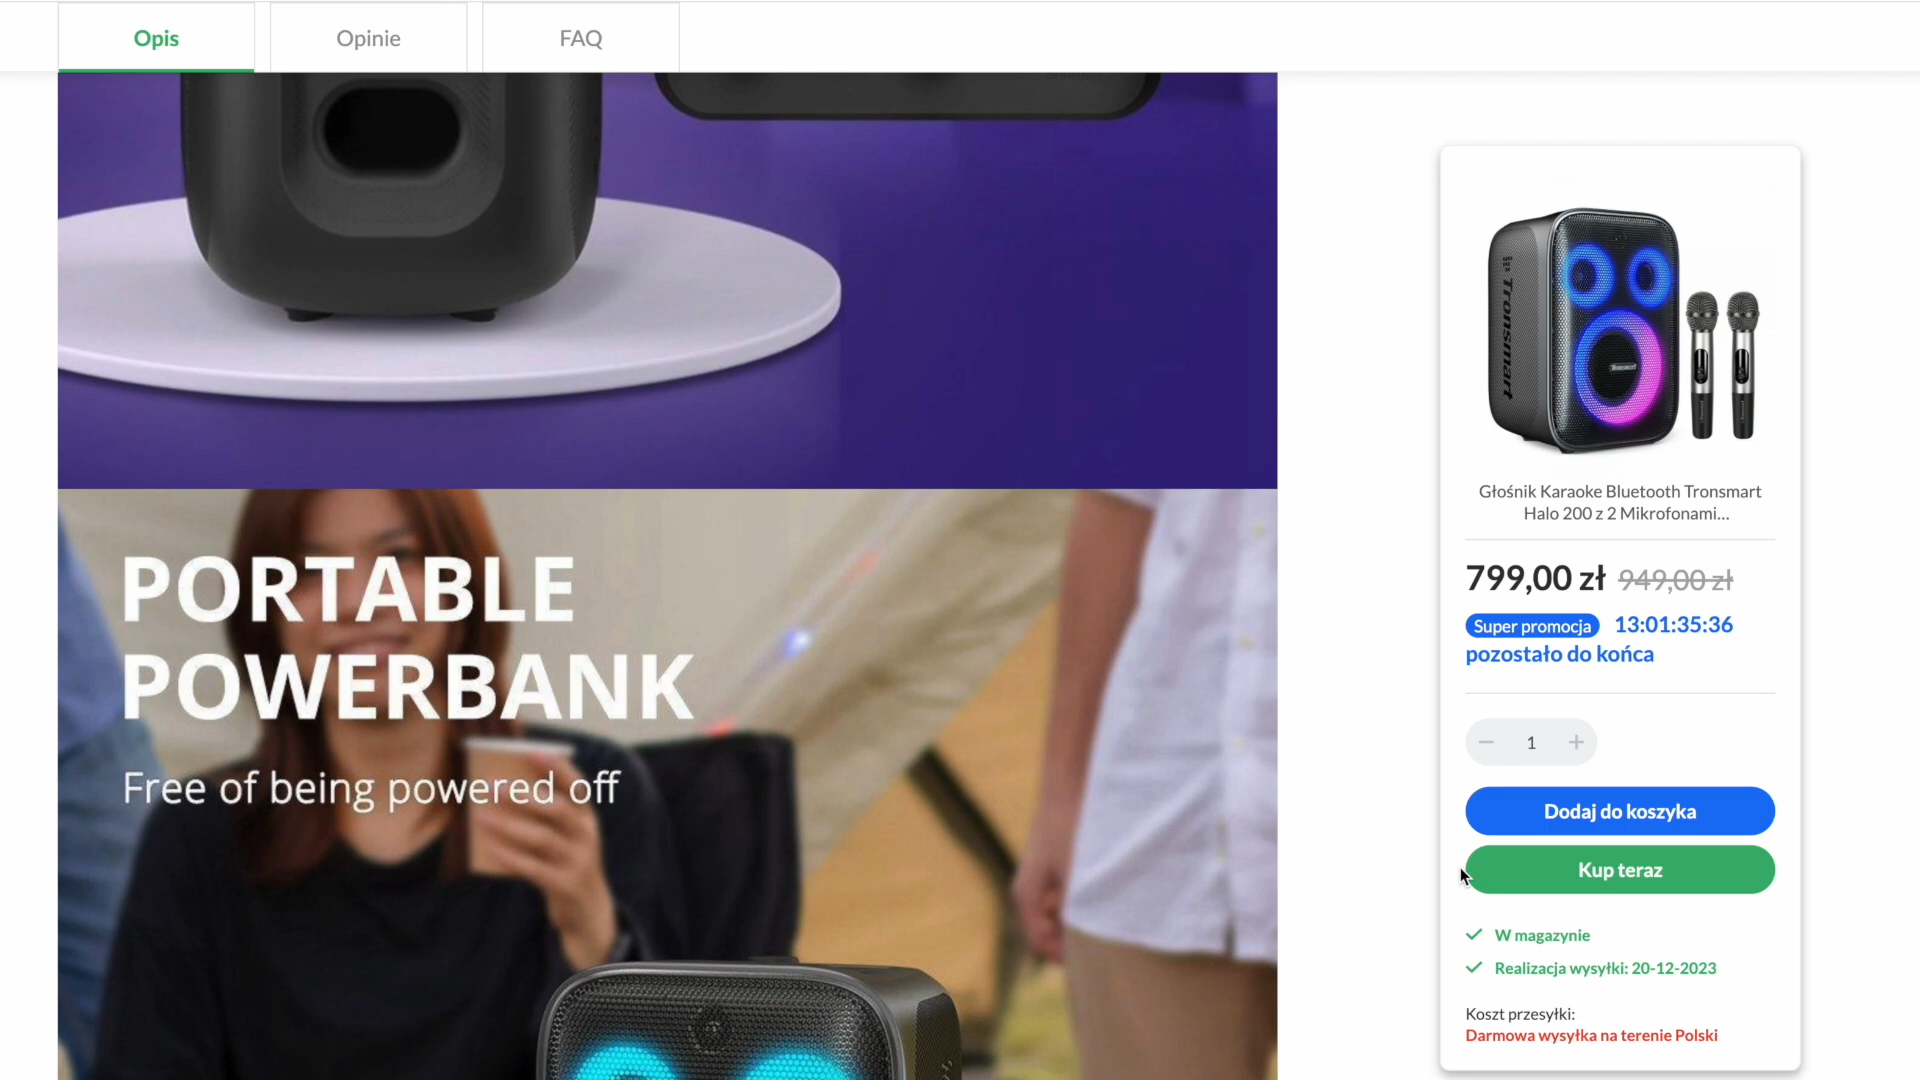 Opis
Opinie
FAQ
PORTABLE
POWERBANK
Free of being powered off
Tronsmart
Tronsmart
Głośnik Karaoke Bluetooth Tronsmart
Halo 200 z 2 Mikrofonami...
799,00 zł 949,00 zł
Super promocja 13:01:35:36
pozostało do końca
1
Dodaj do koszyka
Kup teraz
W magazynie
Realizacja wysyłki: 20-12-2023
Koszt przesyłki:
Darmowa wysyłka na terenie Polski